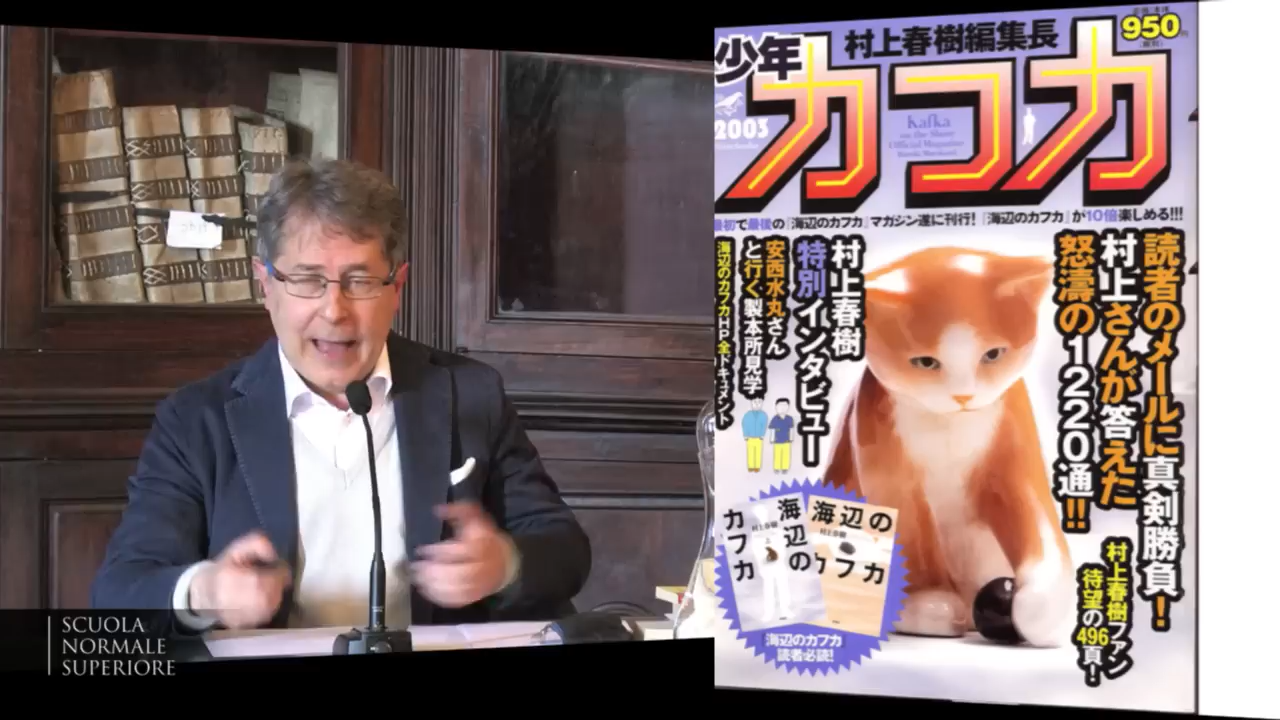 SCUOLA
NORMALE
SUPERIORE
村上春樹編集長
950
少年
カフカ
2003
Kafka
on the Shore
Official Magazine
最初で最後の『海辺のカフカ』マガジン遂に刊行!『海辺のカフカ』が10倍楽しめる!!!
読者のメールに真剣勝負!
村上さんが答えた
怒濤の1220通!!
村上春樹
特別インタビュー
安西水丸さん
と行く製本所見学
海辺のカフカHP全ドキュメント
村上春樹ファン
待望の496頁!
海辺の
カフカ
村上春樹
海辺の
カフカ
村上春樹
『海辺のカフカ』
読者必読!